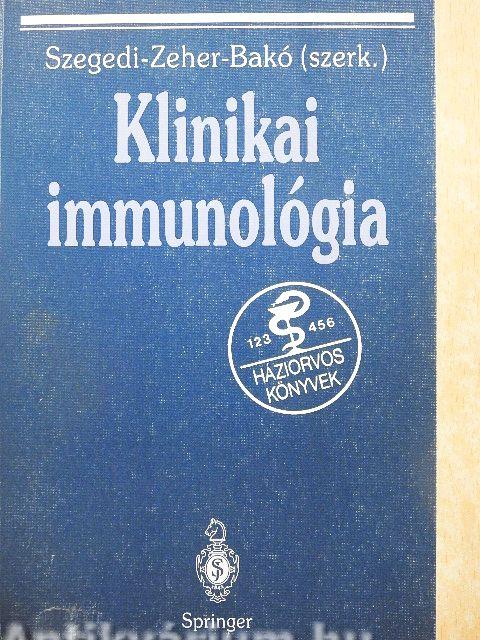 Szegedi-Zeher-Bakó (szerk.)
Klinikai
immunológia
123 456
HÁZIORVOS
KÖNYVEK
Springer